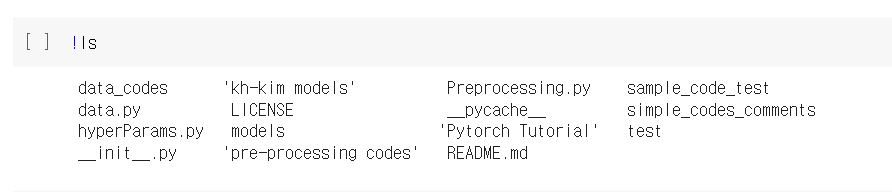 [ ] !ls
data_codes 'kh-kim models' Preprocessing.py sample_code_test
data.py LICENSE __pycache__ simple_codes_comments
hyperParams.py models 'Pytorch Tutorial' test
__init__.py 'pre-processing codes' README.md